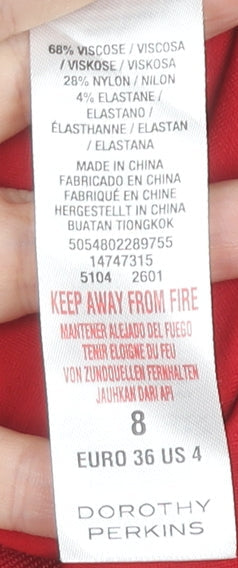 68% VISCOSE / VISCOSA
/ VISKOSE / VISKOSA
28% NYLON / NILON
4% ELASTANE /
ELASTANO /
ÉLASTHANNE / ELASTAN
/ ELASTANA
MADE IN CHINA
FABRICADO EN CHINA
FABRIQUÉ EN CHINE
HERGESTELLT IN CHINA
BUATAN TIONGKOK
5054802289755
14747315
5104 2601
KEEP AWAY FROM FIRE
MANTENER ALEJADO DEL FUEGO
TENIR ELOIGNE DU FEU
VON ZUNDQUELLEN FERNHALTEN
JAUHKAN DARI API
8
EURO 36 US 4
DOROTHY
PERKINS